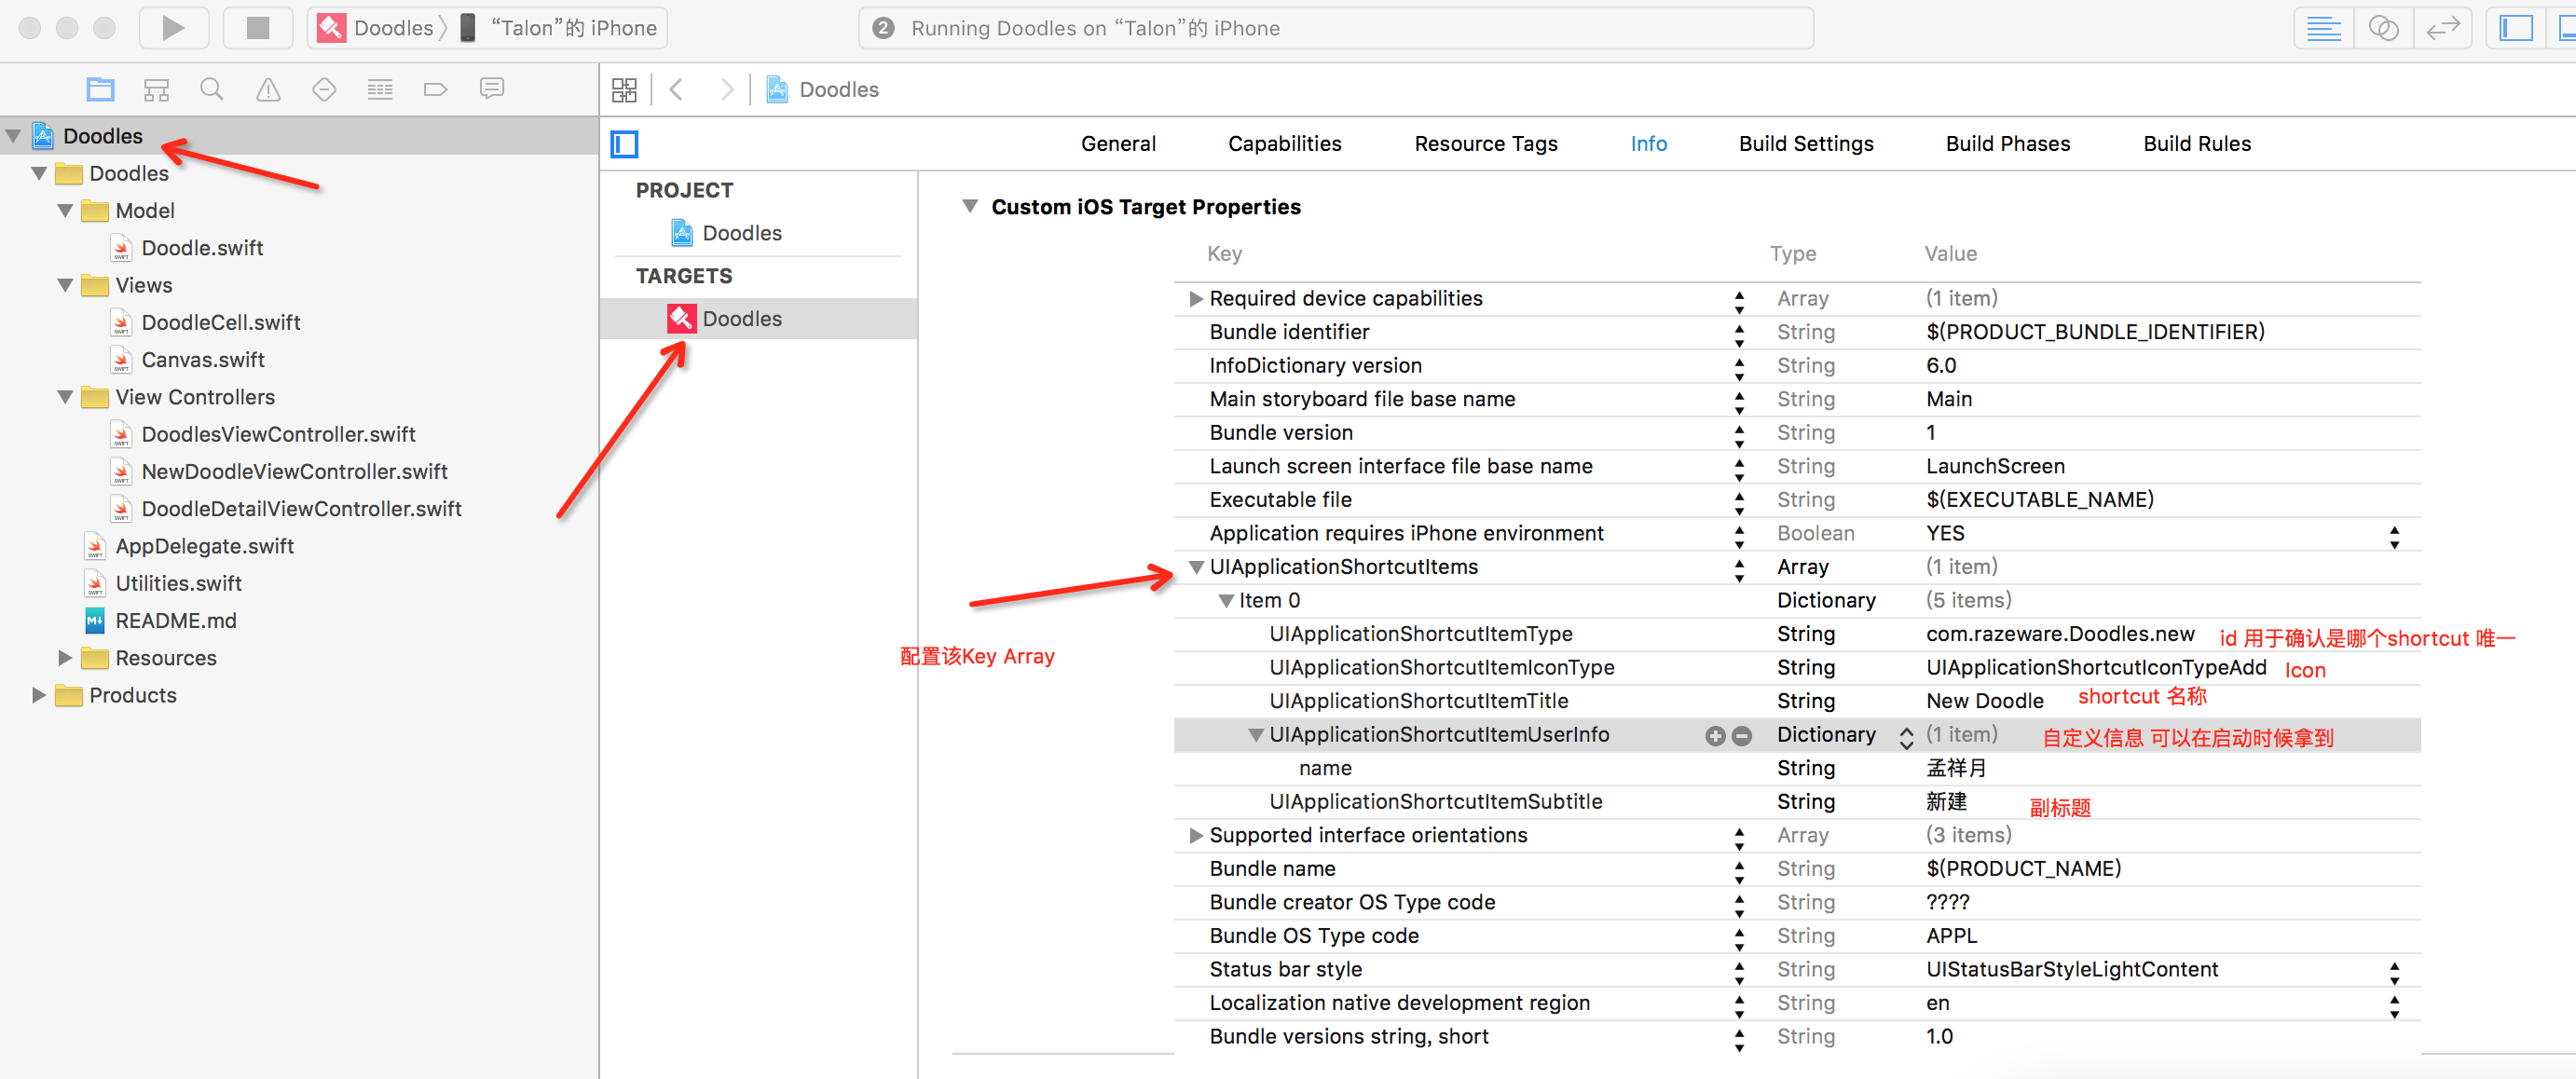 Doodles 〉 “Talon”的 iPhone
2 Running Doodles on “Talon”的 iPhone
Doodles
Doodles
Doodles
Model
Doodle.swift
Views
DoodleCell.swift
Canvas.swift
View Controllers
DoodlesViewController.swift
NewDoodleViewController.swift
DoodleDetailViewController.swift
AppDelegate.swift
Utilities.swift
README.md
Resources
Products
General Capabilities Resource Tags Info Build Settings Build Phases Build Rules
PROJECT
Doodles
TARGETS
Doodles
Custom iOS Target Properties
Key Type Value
Required device capabilities Array (1 item)
Bundle identifier String $(PRODUCT_BUNDLE_IDENTIFIER)
InfoDictionary version String 6.0
Main storyboard file base name String Main
Bundle version String 1
Launch screen interface file base name String LaunchScreen
Executable file String $(EXECUTABLE_NAME)
Application requires iPhone environment Boolean YES
UIApplicationShortcutItems Array (1 item)
Item 0 Dictionary (5 items)
UIApplicationShortcutItemType String com.razeware.Doodles.new id 用于确认是哪个shortcut 唯一
配置该Key Array
UIApplicationShortcutItemIconType String UIApplicationShortcutIconTypeAdd Icon
UIApplicationShortcutItemTitle String New Doodle shortcut 名称
UIApplicationShortcutItemUserInfo Dictionary (1 item) 自定义信息 可以在启动时候拿到
name String 孟祥月
UIApplicationShortcutItemSubtitle String 新建 副标题
Supported interface orientations Array (3 items)
Bundle name String $(PRODUCT_NAME)
Bundle creator OS Type code String ????
Bundle OS Type code String APPL
Status bar style String UIStatusBarStyleLightContent
Localization native development region String en
Bundle versions string, short String 1.0